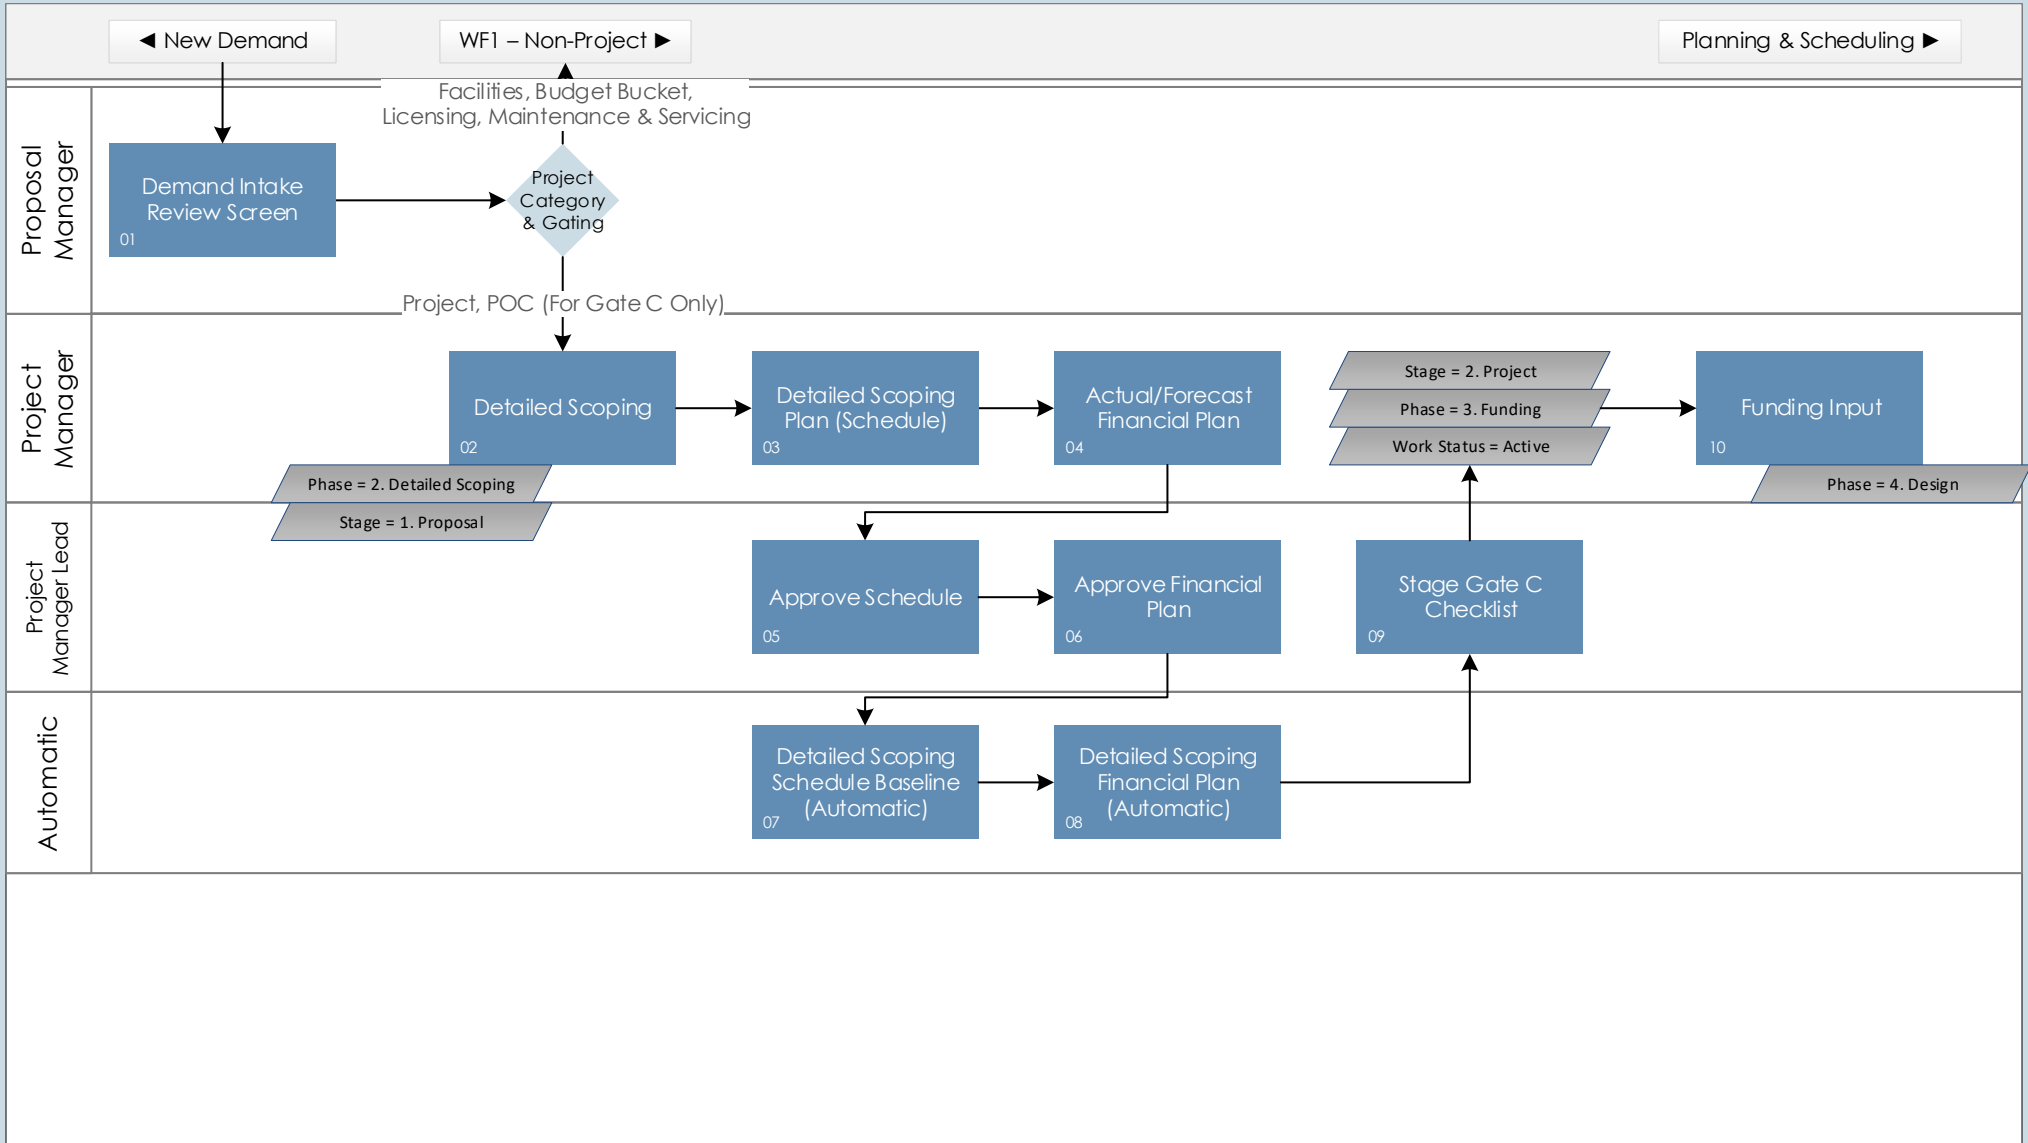 ◄ New Demand
WF1 – Non-Project ►
Planning & Scheduling ►
Facilities, Budget Bucket,
Licensing, Maintenance & Servicing
Proposal
Manager
Demand Intake
Review Screen
01
Project
Category
& Gating
Project, POC (For Gate C Only)
Project
Manager
Detailed Scoping
02
Detailed Scoping
Plan (Schedule)
03
Actual/Forecast
Financial Plan
04
Stage = 2. Project
Phase = 3. Funding
Work Status = Active
Funding Input
10
Phase = 2. Detailed Scoping
Stage = 1. Proposal
Phase = 4. Design
Project
Manager Lead
Approve Schedule
05
Approve Financial
Plan
06
Stage Gate C
Checklist
09
Automatic
Detailed Scoping
Schedule Baseline
(Automatic)
07
Detailed Scoping
Financial Plan
(Automatic)
08